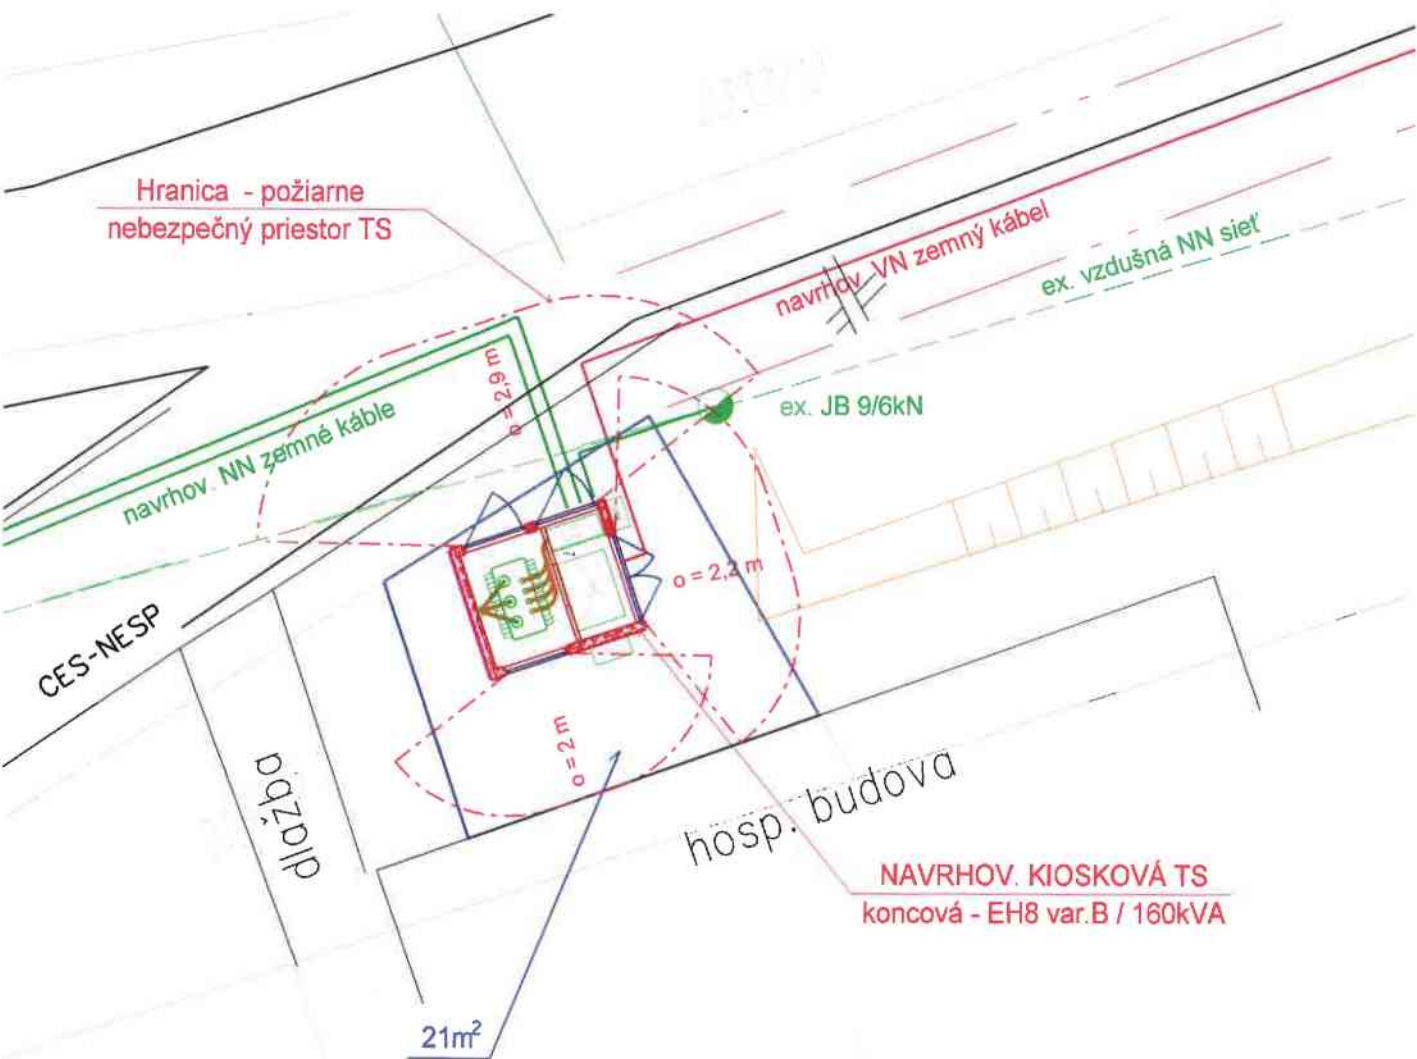 Hranica - požiarne
nebezpečný priestor TS
navrhov. VN zemný kábel
ex. vzdušná NN sieť
o = 2,9 m
ex. JB 9/6kN
navrhov. NN zemné káble
o = 2,2 m
CES-NESP
o = 2 m
dlažba
hosp. budova
NAVRHOV. KIOSKOVÁ TS
koncová - EH8 var.B / 160kVA
21m²